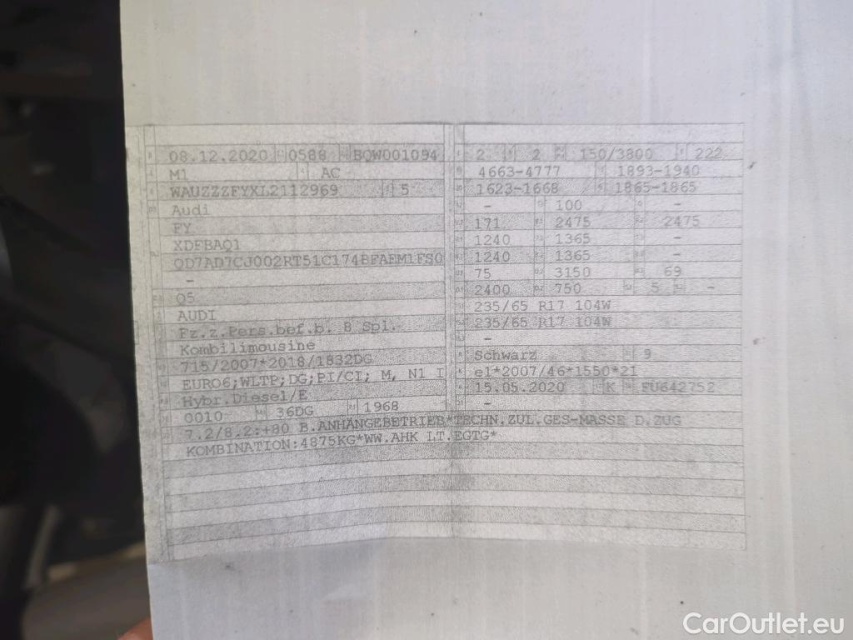 08.12.2020 0588 BQW001094
M1 AC
WAUZZZFYXL2112969 5
Audi
FY
XDFBAQ1
QD7AD7CJ002RT51C174BFAEM1FS0
-
Q5
AUDI
Fz.z.Pers.bef.b. 8 Spl.
Kombilimousine
715/2007*2018/1832DG
EURO6;WLTP;DG;PI/CI; M, N1 I
Hybr.Diesel/E
0010 36DG 1968
2 2 150/3800 222
4663-4777 1893-1940
1623-1668 1865-1865
- 100 -
171 2475 2475
1240 1365 -
1240 1365 -
75 3150 69
2400 750 5 -
235/65 R17 104W
235/65 R17 104W
-
Schwarz 9
e1*2007/46*1550*21
15.05.2020 K FU642752
-
7.2/8.2:+80 B.ANHÄNGEBETRIEB*TECHN.ZUL.GES-MASSE D.ZUG
KOMBINATION:4875KG*WW.AHK LT.EGTG*
CarOutlet.eu